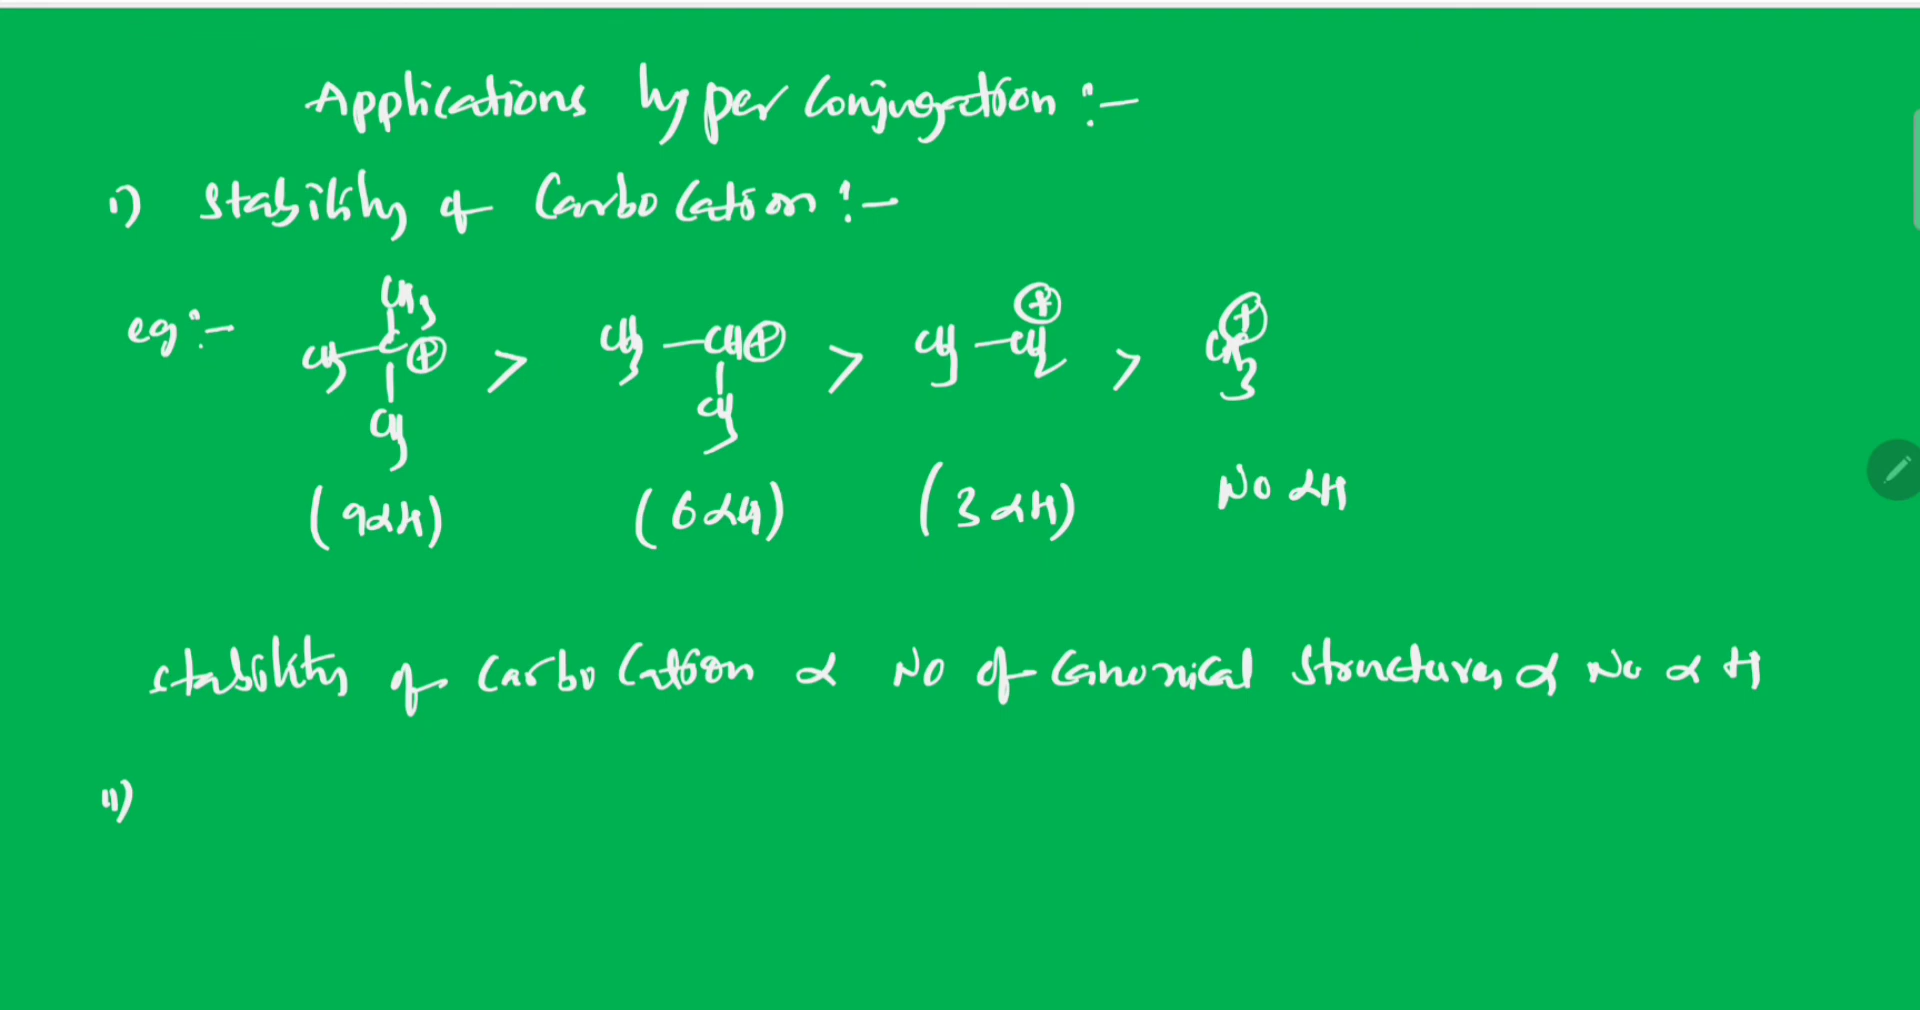 Applications hyper Conjugation :-
i) Stability of Carbo Cation :-
eg :- CH3-C⊕(CH3)-CH3 > CH3-CH⊕-CH3 > CH3-CH2⊕ > CH3⊕
(9αH) (6αH) (3αH) No αH
Stability of Carbo Cation α No of Canonical Structures α No α H
ii)